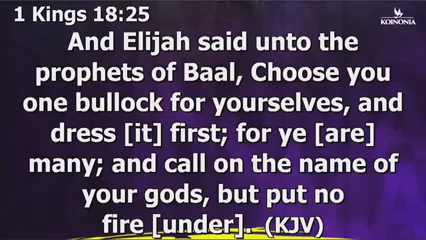 1 Kings 18:25
KOINONIA
And Elijah said unto the
prophets of Baal, Choose you
one bullock for yourselves, and
dress [it] first; for ye [are]
many; and call on the name of
your gods, but put no
fire [under]. (KJV)